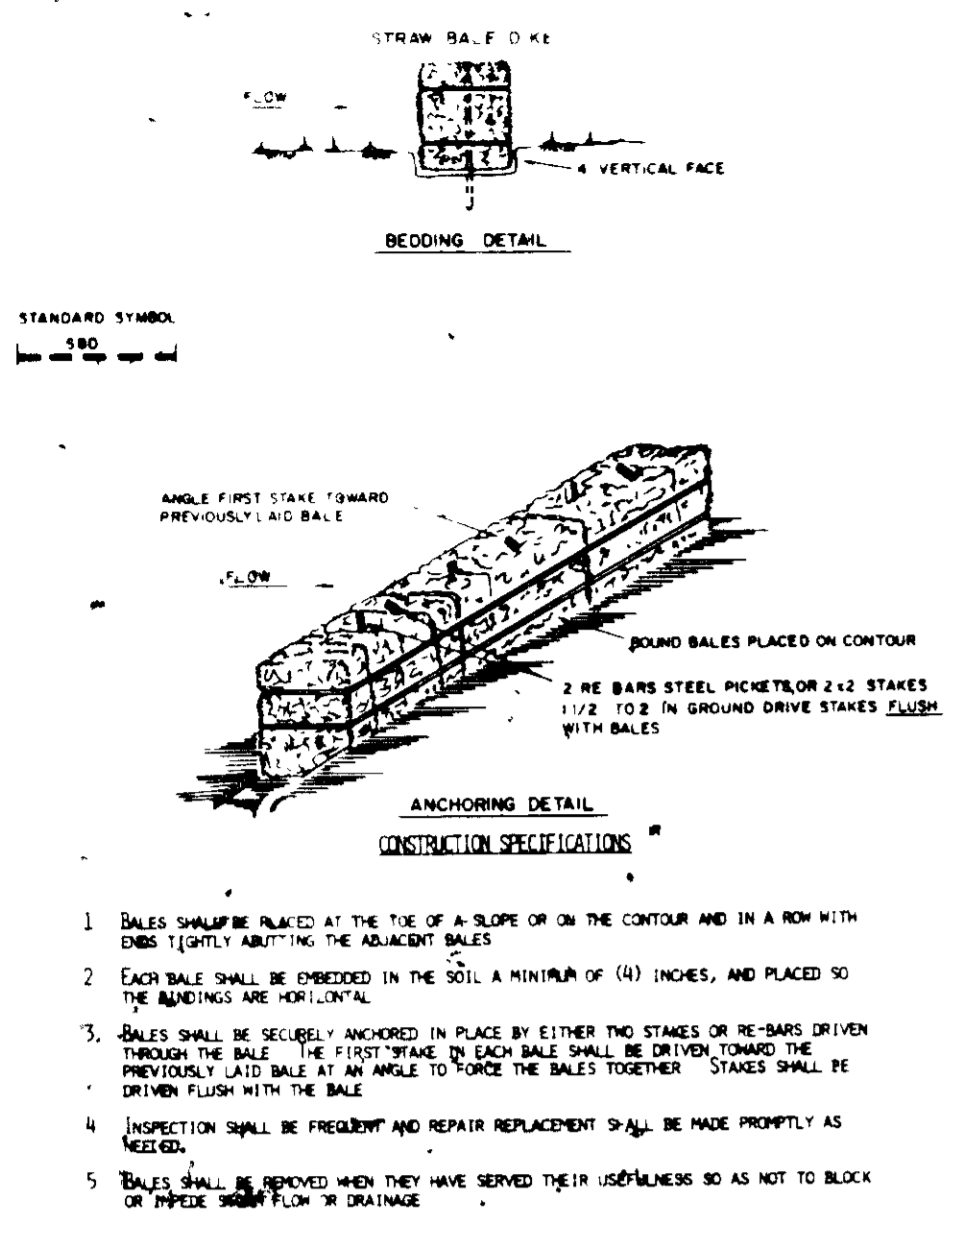 STRAW BALE DIKE
FLOW
4 VERTICAL FACE
BEDDING DETAIL
STANDARD SYMBOL
SBD
ANGLE FIRST STAKE TOWARD
PREVIOUSLY LAID BALE
FLOW
BOUND BALES PLACED ON CONTOUR
2 RE BARS STEEL PICKETS, OR 2x2 STAKES
1 1/2 TO 2 IN GROUND DRIVE STAKES FLUSH
WITH BALES
ANCHORING DETAIL
CONSTRUCTION SPECIFICATIONS
1 BALES SHALL BE PLACED AT THE TOE OF A SLOPE OR ON THE CONTOUR AND IN A ROW WITH
ENDS TIGHTLY ABUTTING THE ADJACENT BALES
2 EACH BALE SHALL BE EMBEDDED IN THE SOIL A MINIMUM OF (4) INCHES, AND PLACED SO
THE BINDINGS ARE HORIZONTAL
3. BALES SHALL BE SECURELY ANCHORED IN PLACE BY EITHER TWO STAKES OR RE-BARS DRIVEN
THROUGH THE BALE THE FIRST STAKE IN EACH BALE SHALL BE DRIVEN TOWARD THE
PREVIOUSLY LAID BALE AT AN ANGLE TO FORCE THE BALES TOGETHER STAKES SHALL BE
DRIVEN FLUSH WITH THE BALE
4 INSPECTION SHALL BE FREQUENT AND REPAIR REPLACEMENT SHALL BE MADE PROMPTLY AS
NEEDED.
5 BALES SHALL BE REMOVED WHEN THEY HAVE SERVED THEIR USEFULNESS SO AS NOT TO BLOCK
OR IMPEDE FLOW OR DRAINAGE